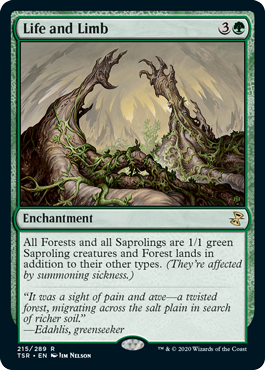 Life and Limb 3
Enchantment
All Forests and all Saprolings are 1/1 green
Saproling creatures and Forest lands in
addition to their other types. (They're affected
by summoning sickness.)
"It was a sight of pain and awe—a twisted
forest, migrating across the salt plain in search
of richer soil."
—Edahlis, greenseeker
215/289 R
TSR • EN Jim Nelson
™ & © 2020 Wizards of the Coast